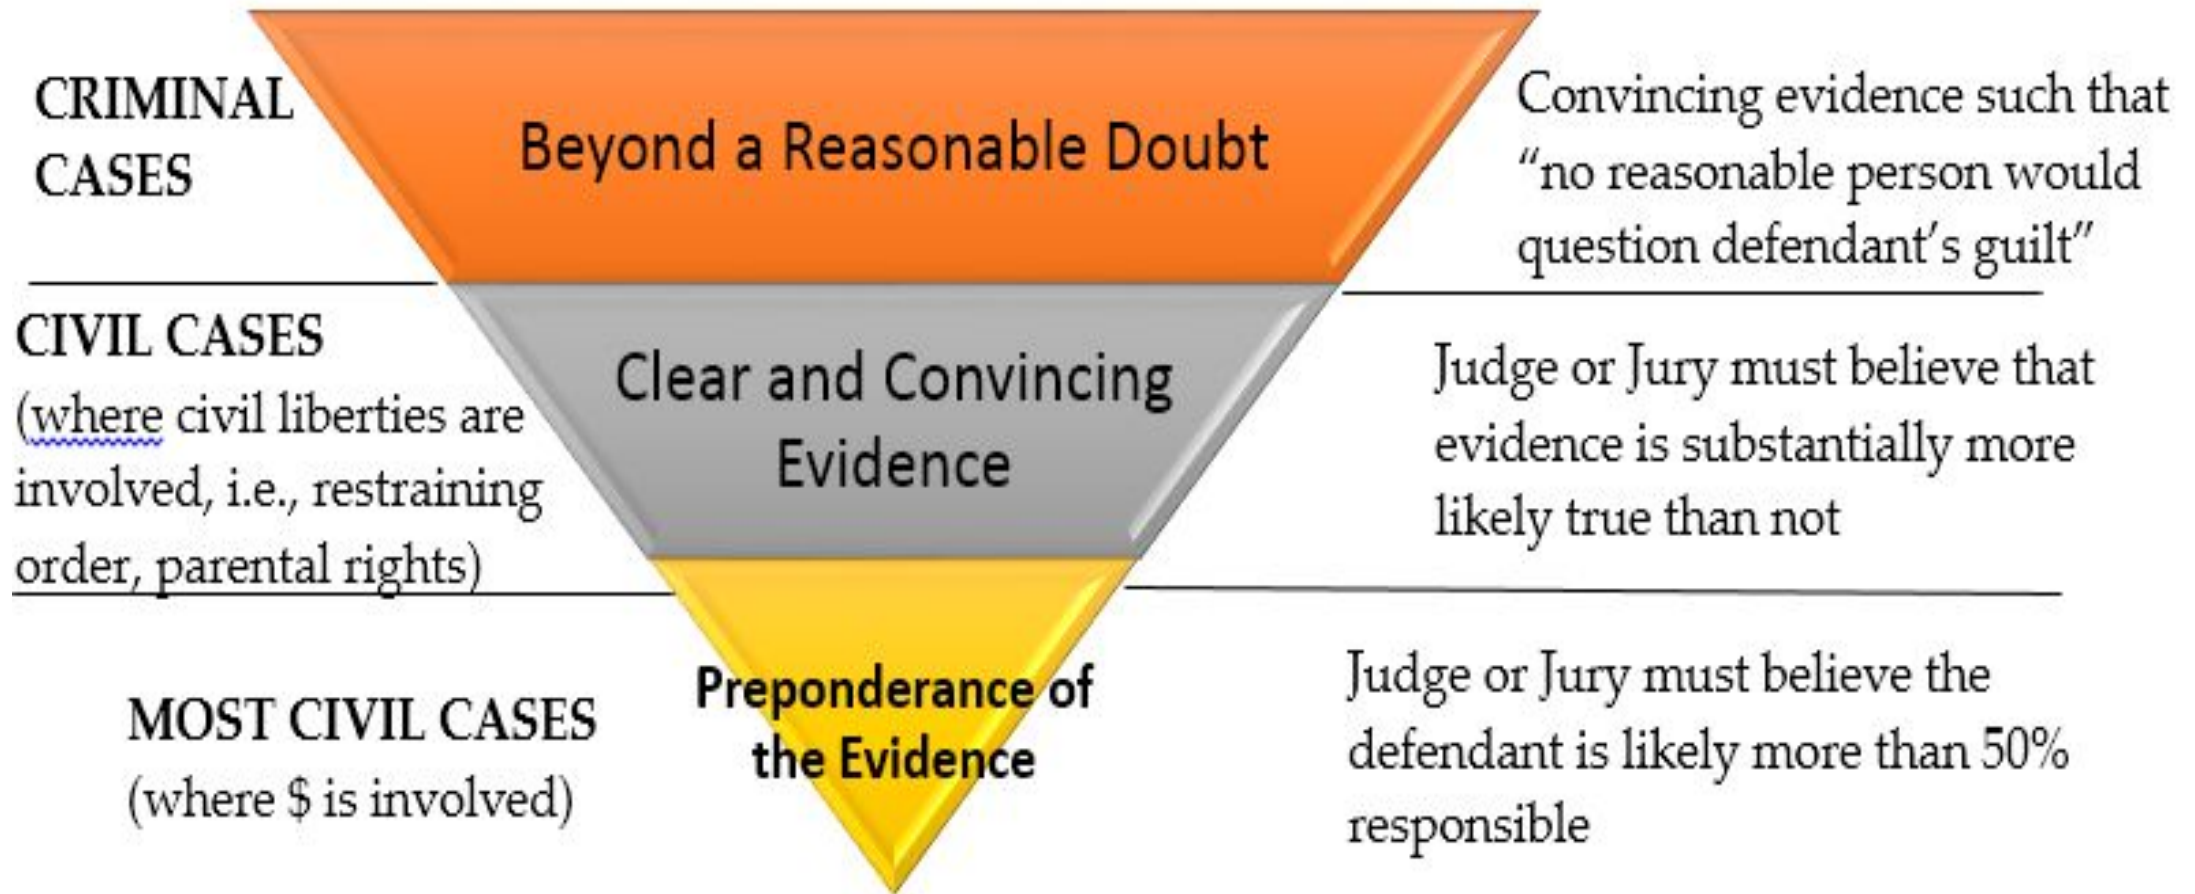 CRIMINAL
CASES
Beyond a Reasonable Doubt
Convincing evidence such that
“no reasonable person would
question defendant’s guilt”
CIVIL CASES
(where civil liberties are
involved, i.e., restraining
order, parental rights)
Clear and Convincing
Evidence
Judge or Jury must believe that
evidence is substantially more
likely true than not
MOST CIVIL CASES
(where $ is involved)
Preponderance of
the Evidence
Judge or Jury must believe the
defendant is likely more than 50%
responsible